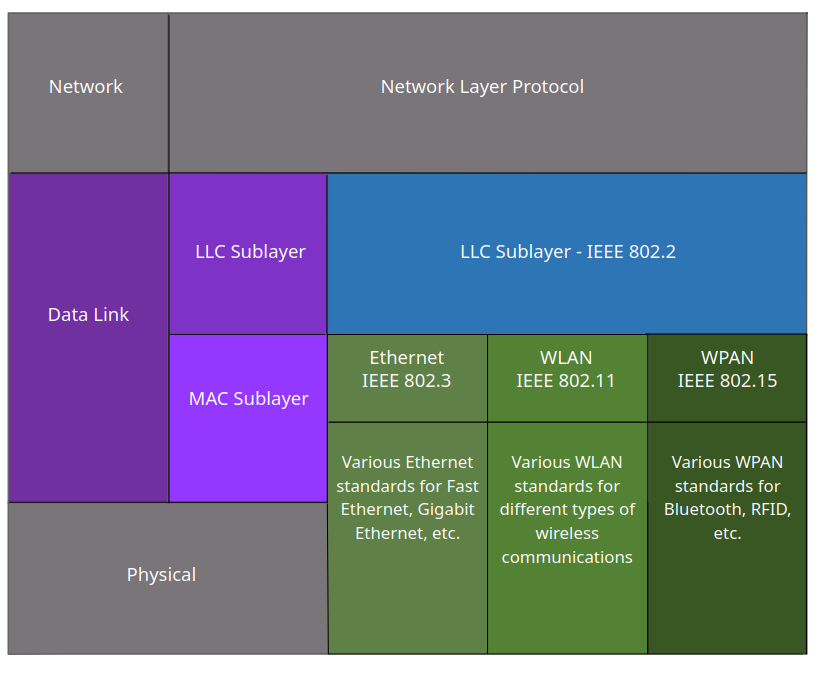 Network
Network Layer Protocol
Data Link
LLC Sublayer
LLC Sublayer - IEEE 802.2
MAC Sublayer
Ethernet
IEEE 802.3
WLAN
IEEE 802.11
WPAN
IEEE 802.15
Various Ethernet
standards for Fast
Ethernet, Gigabit
Ethernet, etc.
Various WLAN
standards for
different types of
wireless
communications
Various WPAN
standards for
Bluetooth, RFID,
etc.
Physical